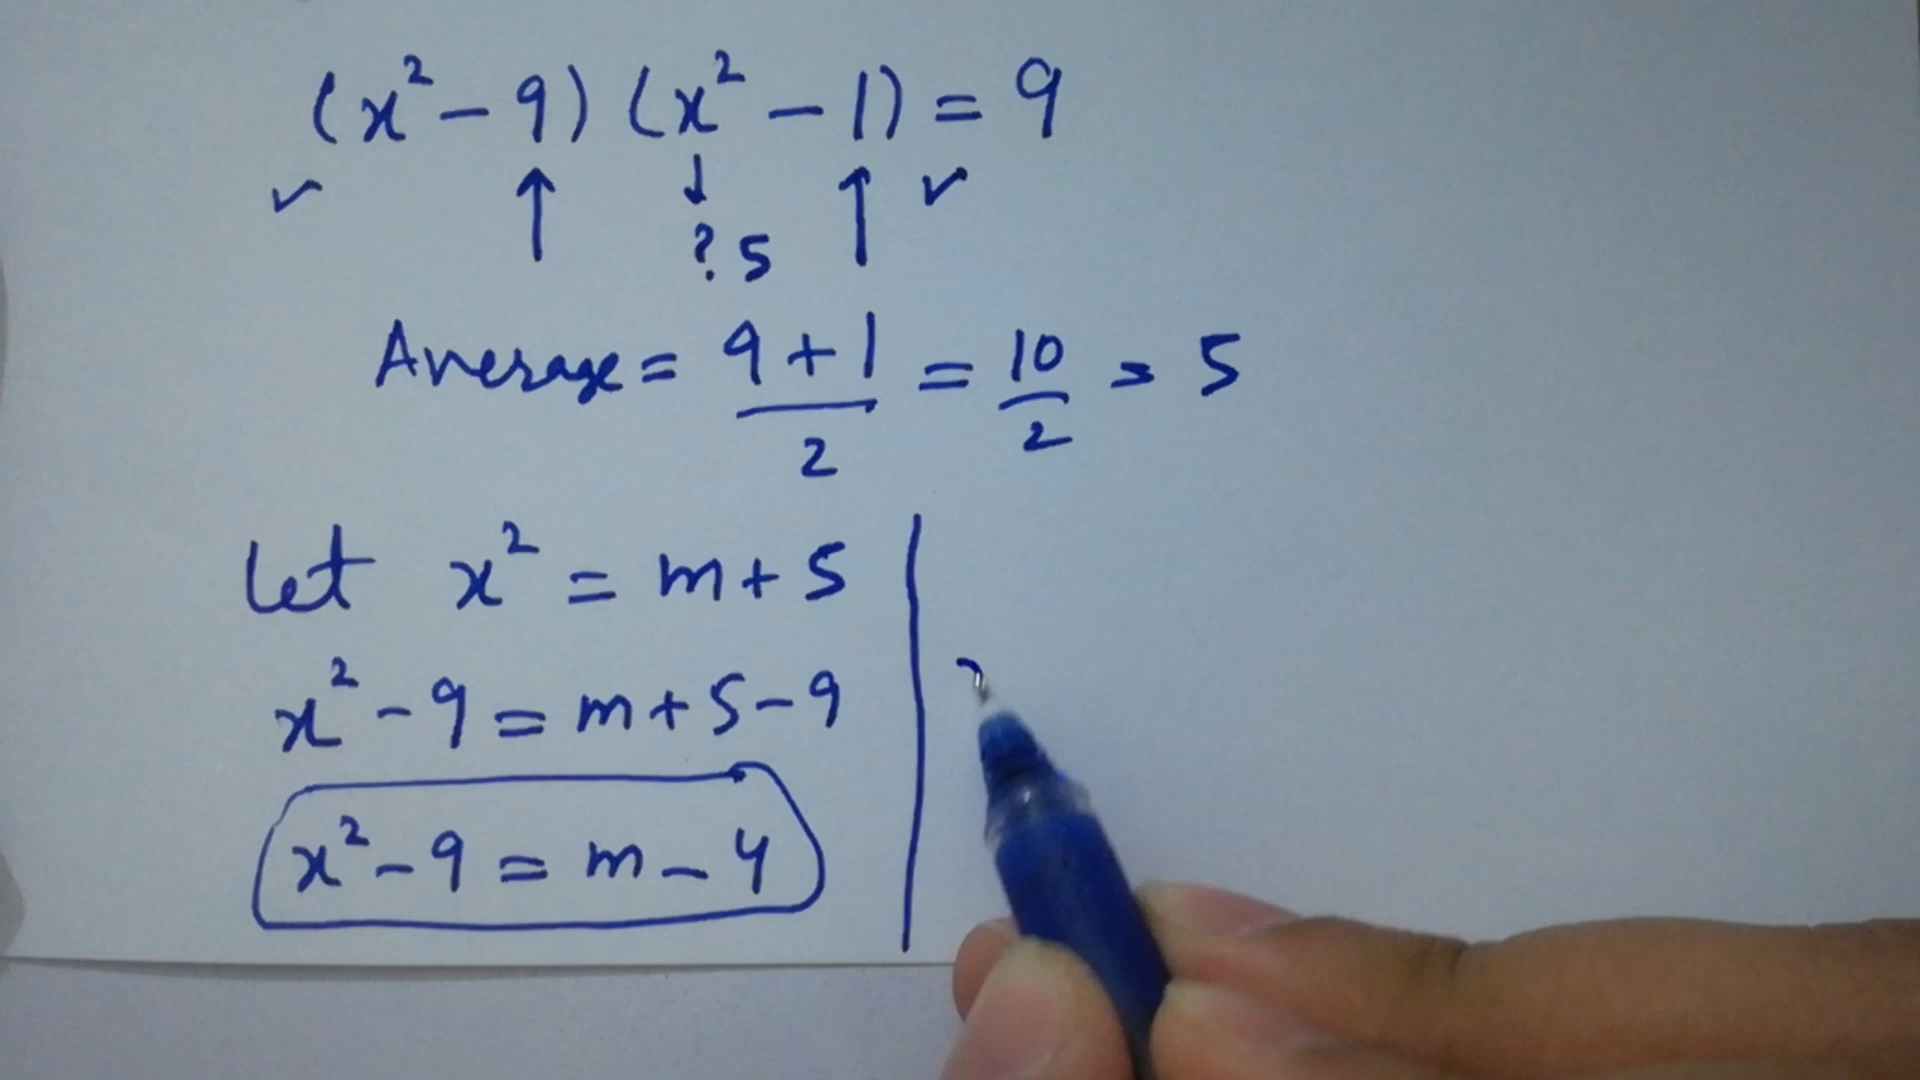 (x² - 9) (x² - 1) = 9
✓ ↑ ↓ ↑ ✓
? 5
Average = 9 + 1 / 2 = 10 / 2 = 5
Let x² = m + 5
x² - 9 = m + 5 - 9
x² - 9 = m - 4